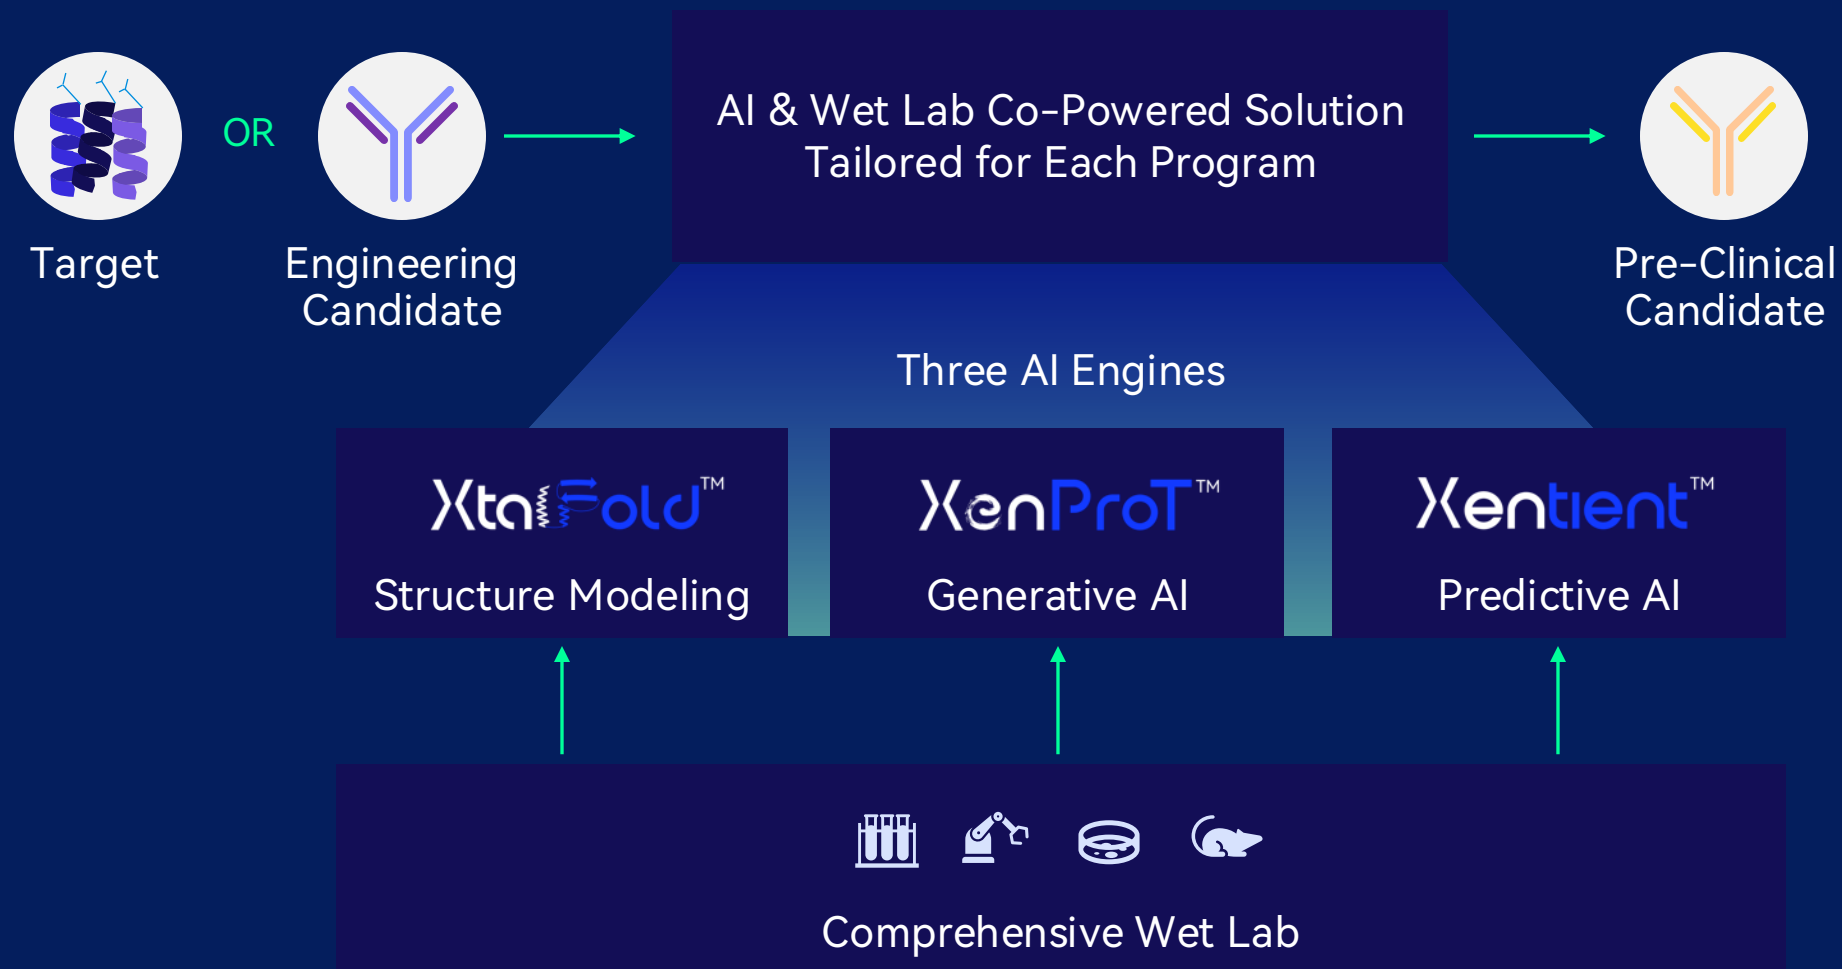 AI & Wet Lab Co-Powered Solution
Tailored for Each Program
OR
Target
Engineering
Candidate
Pre-Clinical
Candidate
Three AI Engines
XtalFold™
XenProT™
Xentient™
Structure Modeling
Generative AI
Predictive AI
Comprehensive Wet Lab